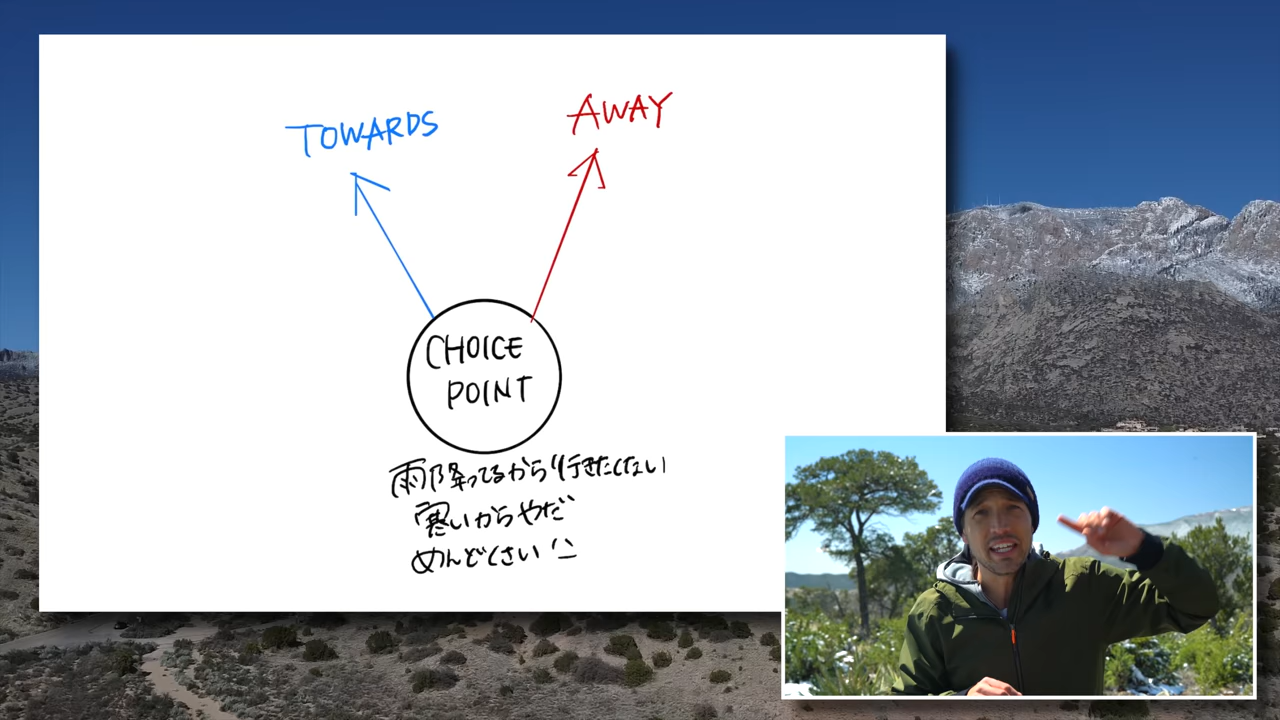 TOWARDS
AWAY
CHOICE
POINT
雨降ってるから行きたくない
寒いからやだ
めんどくさい